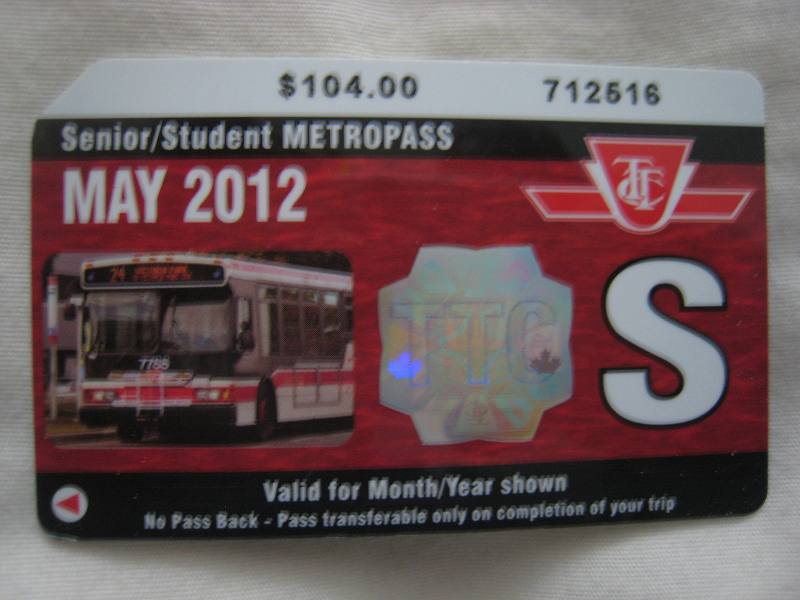 $104.00 712516
Senior/Student METROPASS
MAY 2012
TTC
24
7786
TTC
S
Valid for Month/Year shown
No Pass Back - Pass transferable only on completion of your trip